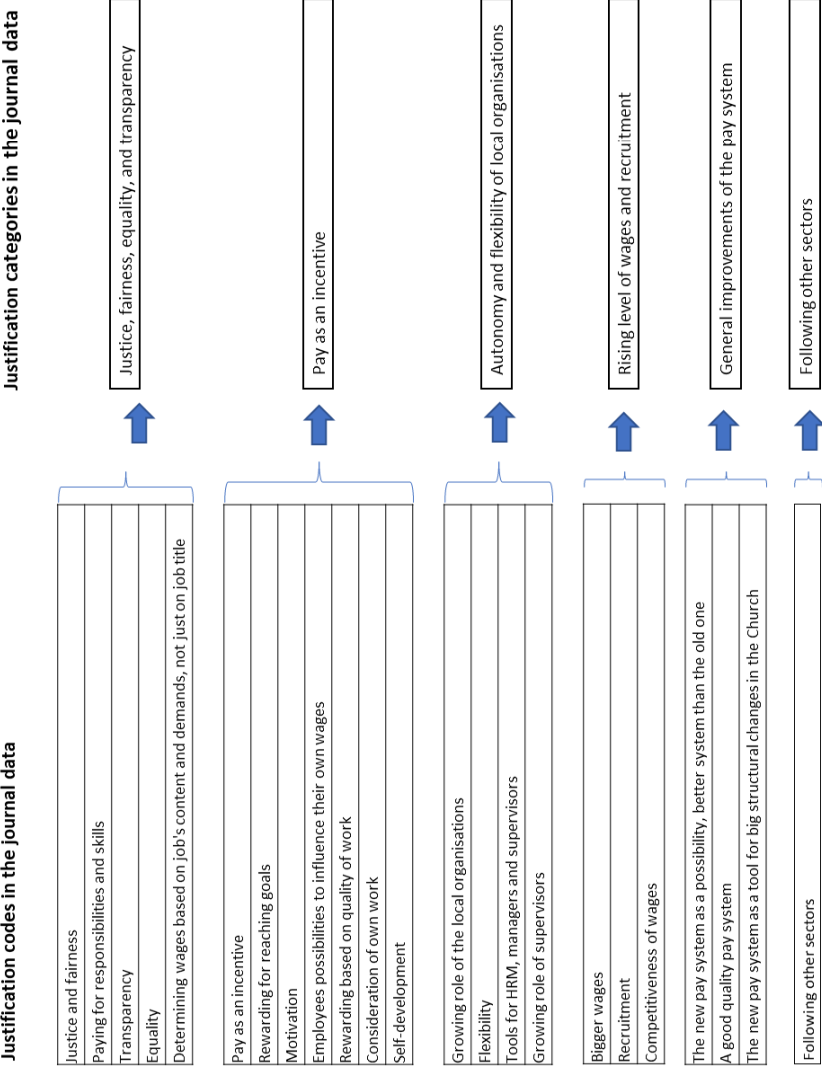 Justification codes in the journal data
Justification categories in the journal data
Justice and fairness
Paying for responsibilities and skills
Transparency
Equality
Determining wages based on job's content and demands, not just on job title
Justice, fairness, equality, and transparency
Pay as an incentive
Rewarding for reaching goals
Motivation
Employees possibilities to influence their own wages
Rewarding based on quality of work
Consideration of own work
Self-development
Pay as an incentive
Growing role of the local organisations
Flexibility
Tools for HRM, managers and supervisors
Growing role of supervisors
Autonomy and flexibility of local organisations
Bigger wages
Recruitment
Competitiveness of wages
Rising level of wages and recruitment
The new pay system as a possibility, better system than the old one
A good quality pay system
The new pay system as a tool for big structural changes in the Church
General improvements of the pay system
Following other sectors
Following other sectors